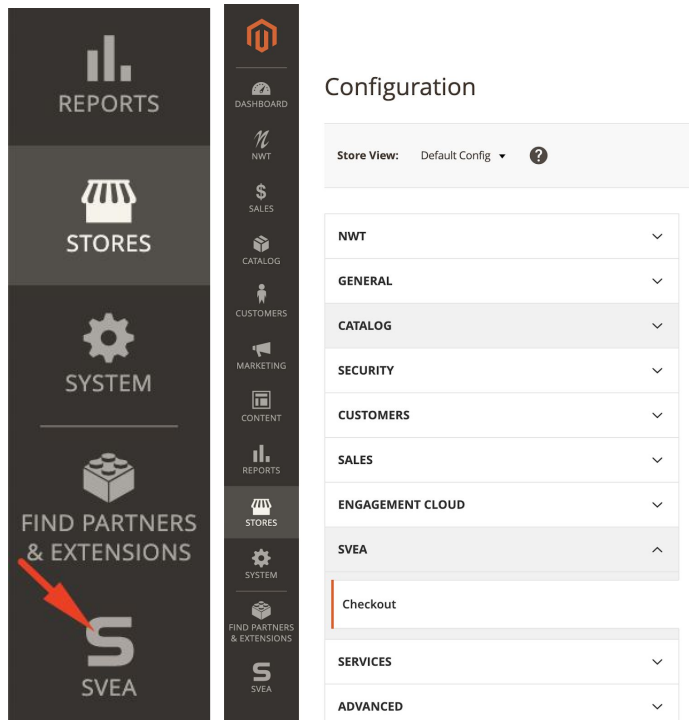 REPORTS
STORES
SYSTEM
FIND PARTNERS
& EXTENSIONS
SVEA
DASHBOARD
NWT
SALES
CATALOG
CUSTOMERS
MARKETING
CONTENT
REPORTS
STORES
SYSTEM
FIND PARTNERS
& EXTENSIONS
SVEA
Configuration
Store View: Default Config
NWT
GENERAL
CATALOG
SECURITY
CUSTOMERS
SALES
ENGAGEMENT CLOUD
SVEA
Checkout
SERVICES
ADVANCED